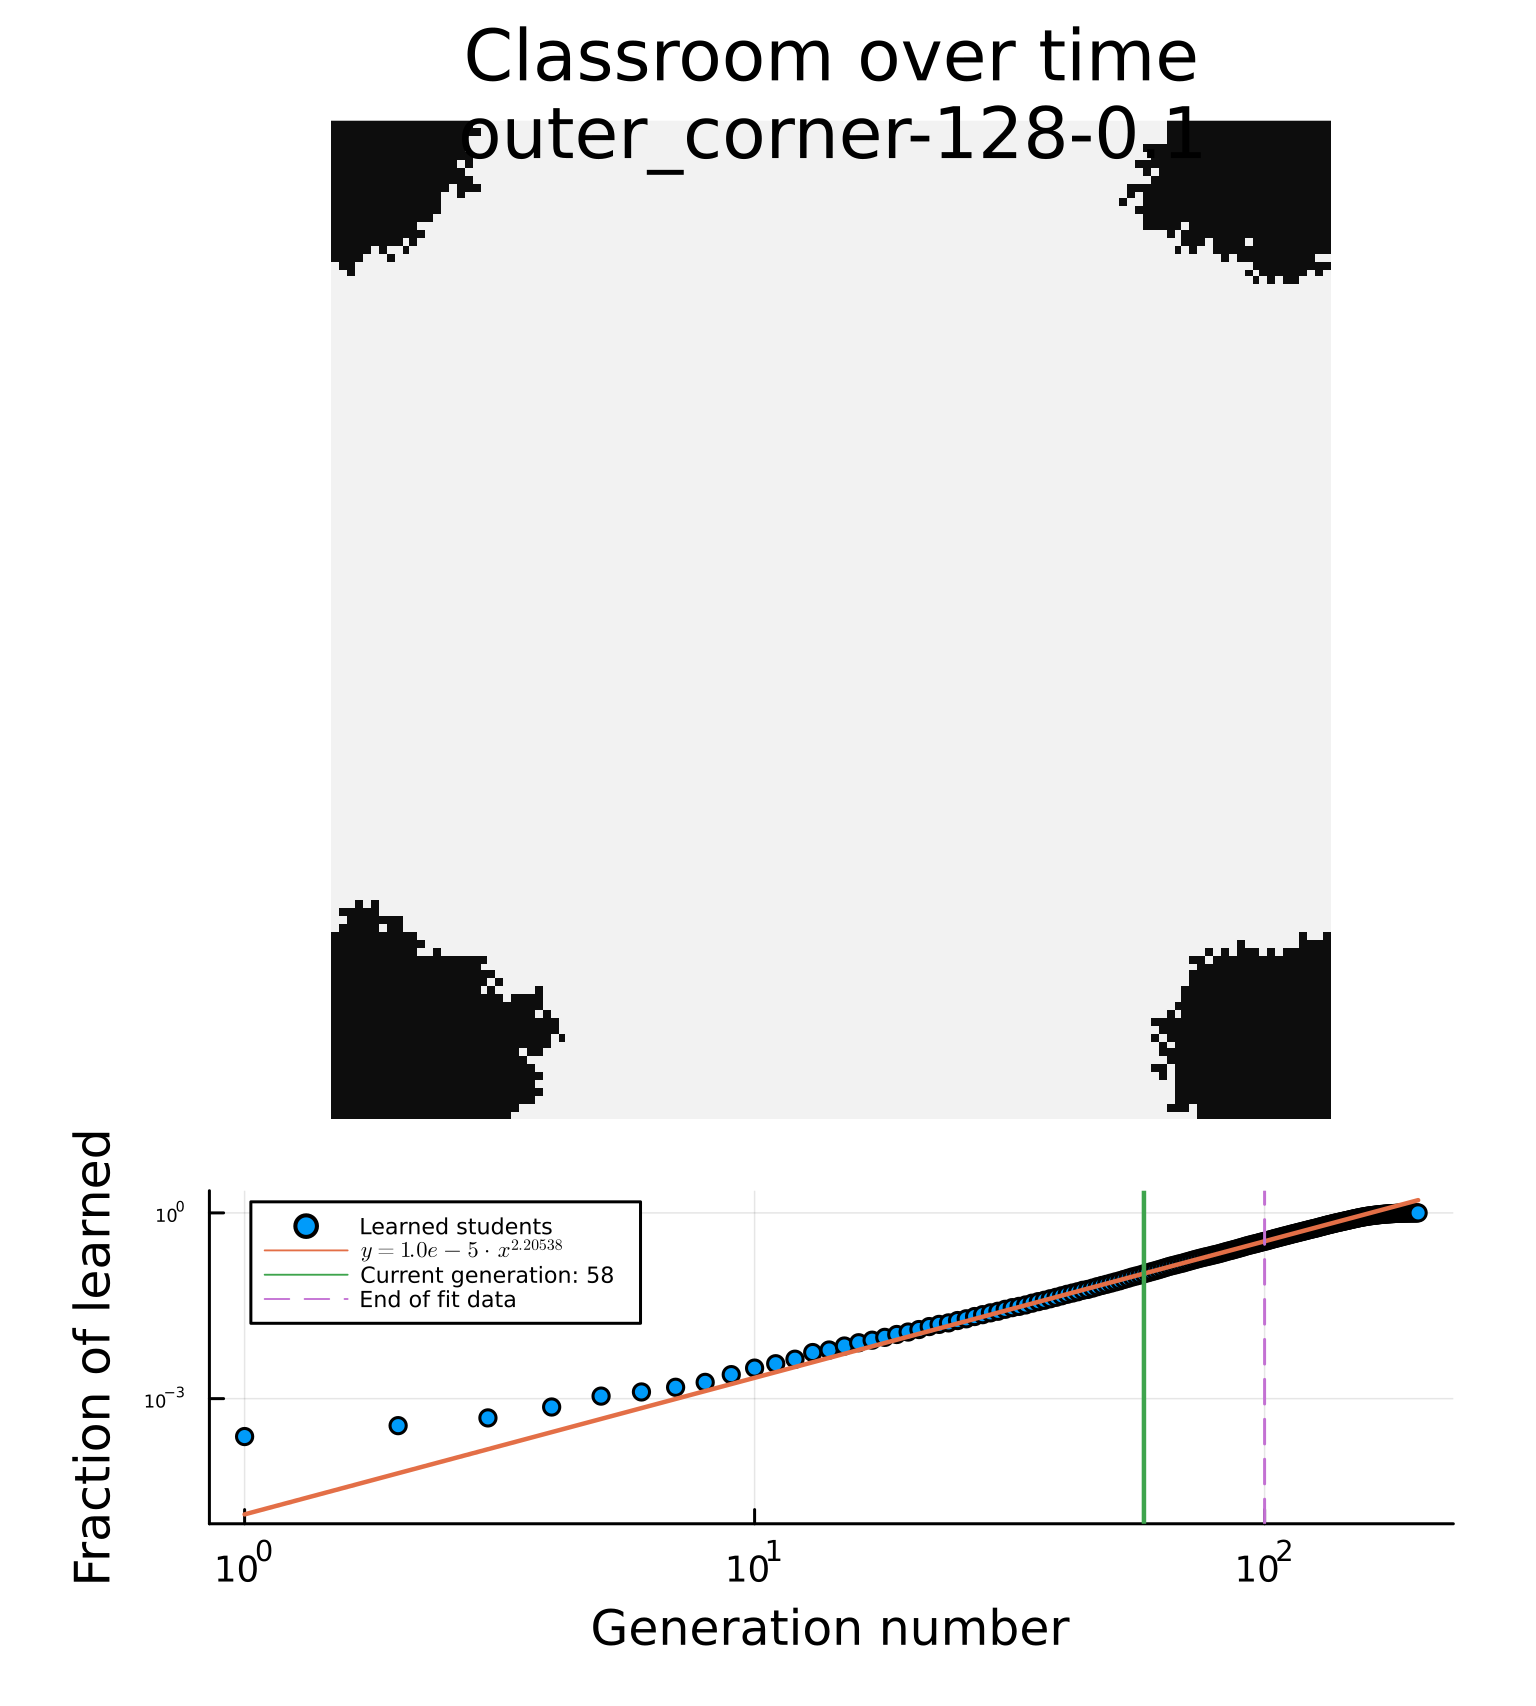 Classroom over time
outer_corner-128-0.1
Fraction of learned
10^0
10^−3
Learned students
y = 1.0e − 5 · x^2.20538
Current generation: 58
End of fit data
10^0
10^1
10^2
Generation number